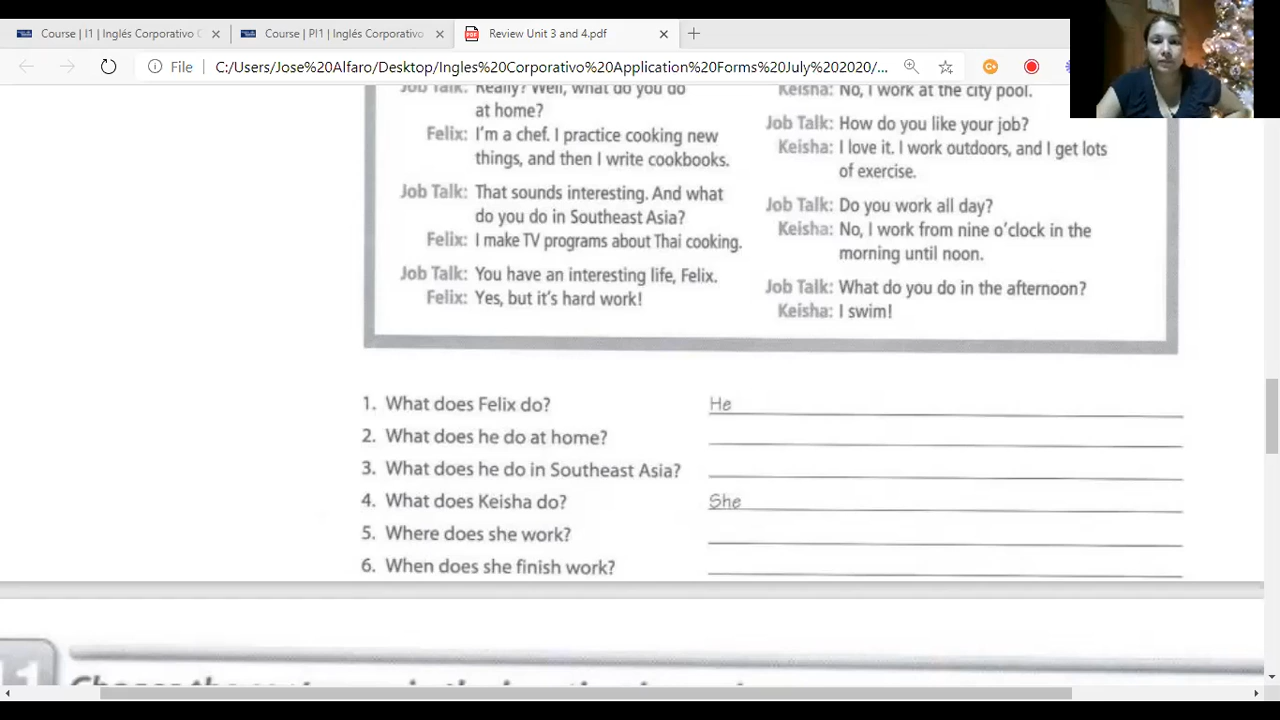 Course | I1 | Inglés Corporativo C
Course | PI1 | Inglés Corporativo
Review Unit 3 and 4.pdf
File
C:/Users/Jose%20Alfaro/Desktop/Ingles%20Corporativo%20Application%20Forms%20July%202020/...
Job Talk: Really? Well, what do you do
at home?
Felix: I'm a chef. I practice cooking new
things, and then I write cookbooks.
Job Talk: That sounds interesting. And what
do you do in Southeast Asia?
Felix: I make TV programs about Thai cooking.
Job Talk: You have an interesting life, Felix.
Felix: Yes, but it's hard work!
Keisha: No, I work at the city pool.
Job Talk: How do you like your job?
Keisha: I love it. I work outdoors, and I get lots
of exercise.
Job Talk: Do you work all day?
Keisha: No, I work from nine o'clock in the
morning until noon.
Job Talk: What do you do in the afternoon?
Keisha: I swim!
1. What does Felix do? He
2. What does he do at home?
3. What does he do in Southeast Asia?
4. What does Keisha do? She
5. Where does she work?
6. When does she finish work?